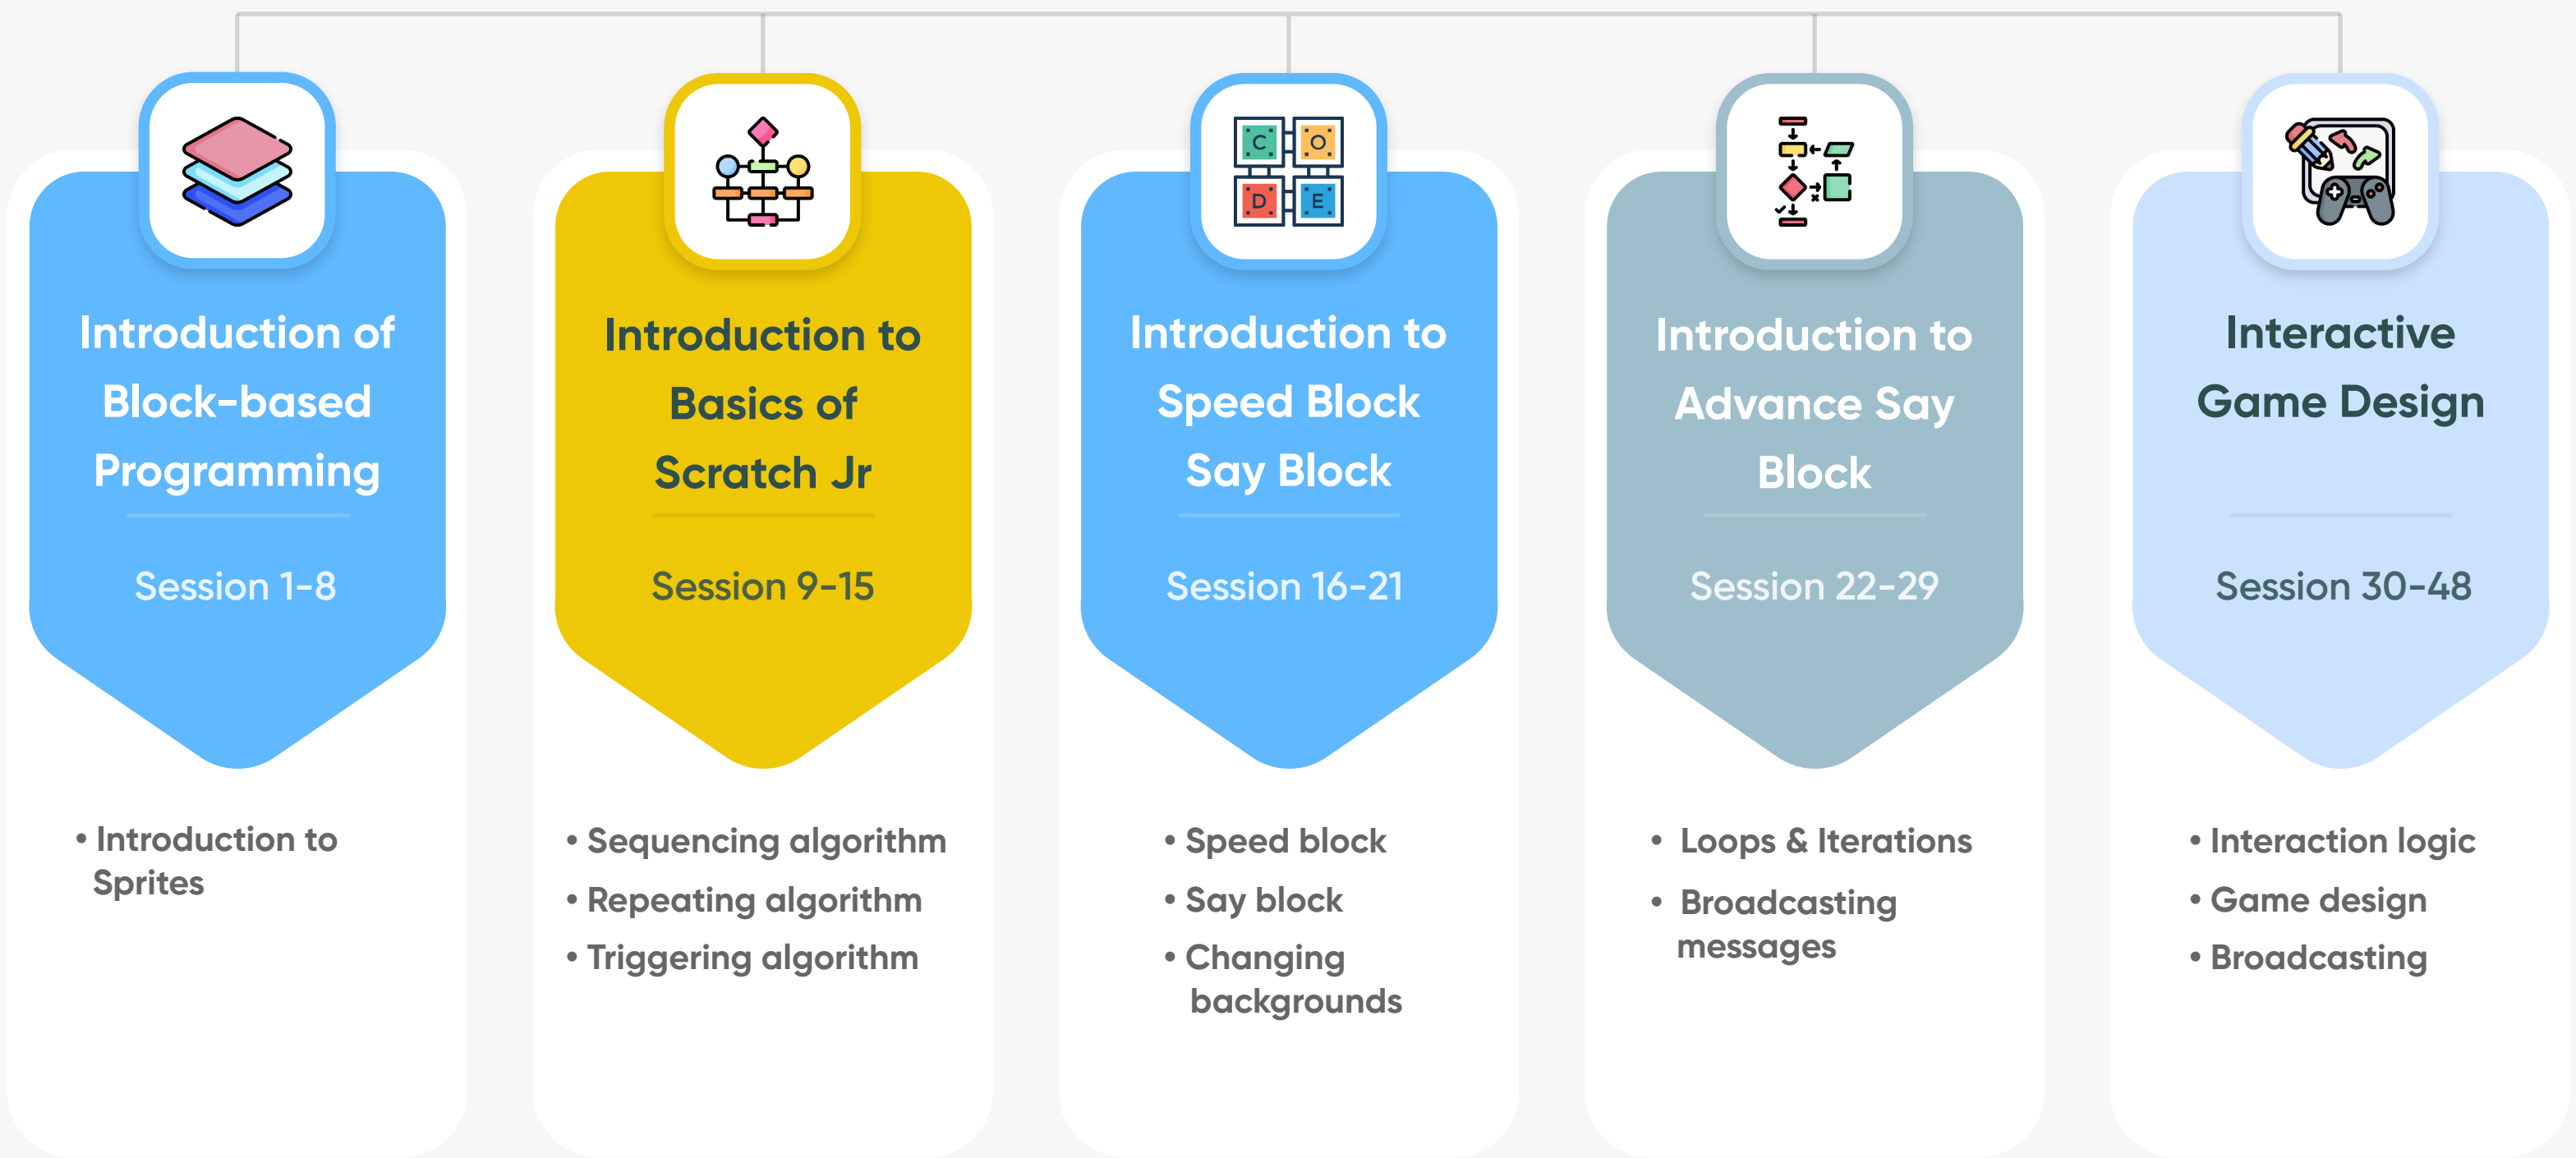 Introduction of
Block-based
Programming
Session 1-8
• Introduction to
Sprites
Introduction to
Basics of
Scratch Jr
Session 9-15
• Sequencing algorithm
• Repeating algorithm
• Triggering algorithm
C O
D E
Introduction to
Speed Block
Say Block
Session 16-21
• Speed block
• Say block
• Changing
backgrounds
Introduction to
Advance Say
Block
Session 22-29
• Loops & Iterations
• Broadcasting
messages
Interactive
Game Design
Session 30-48
• Interaction logic
• Game design
• Broadcasting